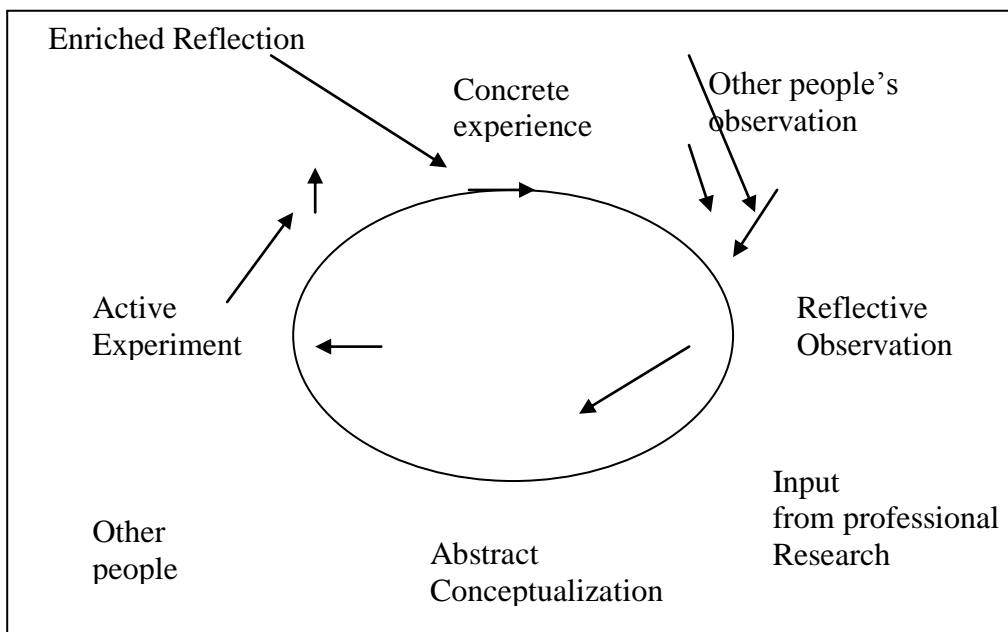 Enriched Reflection
Concrete
experience
Other people’s
observation
Active
Experiment
Reflective
Observation
Input
from professional
Research
Other
people
Abstract
Conceptualization